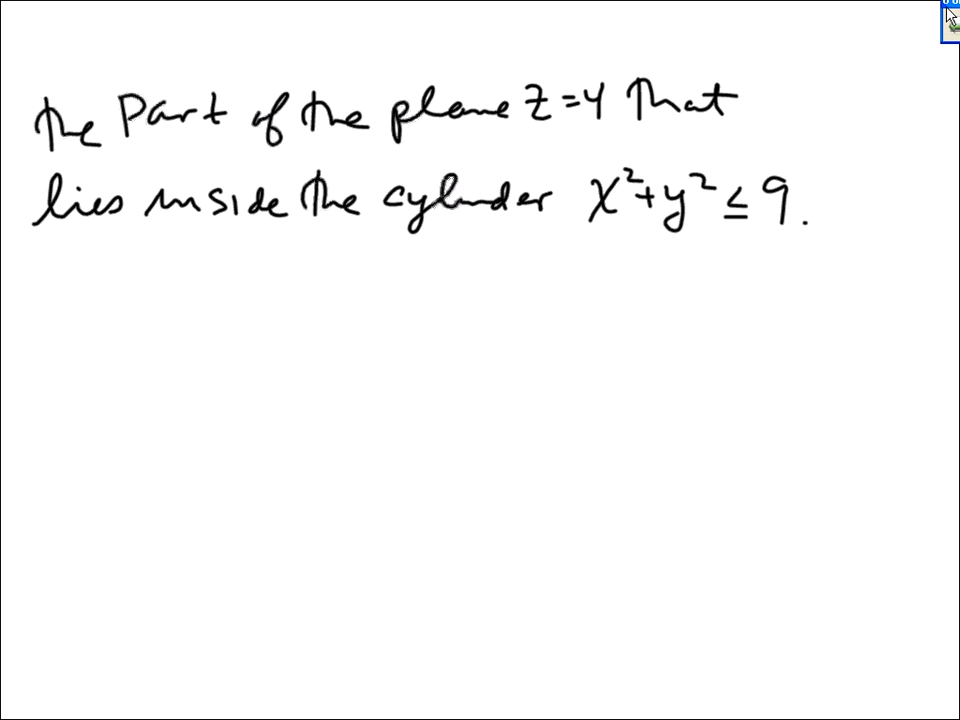 The Part of the plane z=4 That
lies inside the cylinder x²+y² ≤ 9.